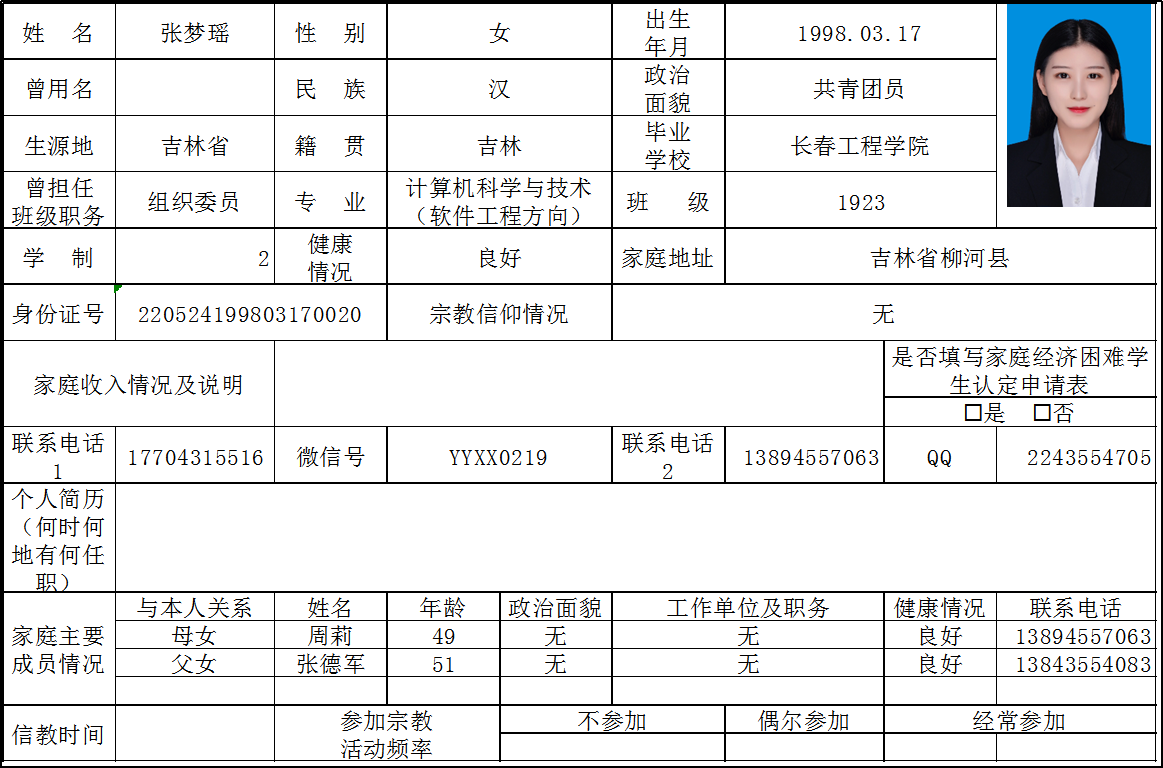 姓 名 张梦瑶 性 别 女 出生年月 1998.03.17
曾用名 民 族 汉 政治面貌 共青团员
生源地 吉林省 籍 贯 吉林 毕业学校 长春工程学院
曾担任班级职务 组织委员 专 业 计算机科学与技术（软件工程方向） 班 级 1923
学 制 2 健康情况 良好 家庭地址 吉林省柳河县
身份证号 220524199803170020 宗教信仰情况 无
家庭收入情况及说明 是否填写家庭经济困难学生认定申请表
□是 □否
联系电话1 17704315516 微信号 YYXX0219 联系电话2 13894557063 QQ 2243554705
个人简历（何时何地有何任职）
家庭主要成员情况 与本人关系 姓名 年龄 政治面貌 工作单位及职务 健康情况 联系电话
母女 周莉 49 无 无 良好 13894557063
父女 张德军 51 无 无 良好 13843554083
信教时间 参加宗教活动频率 不参加 偶尔参加 经常参加